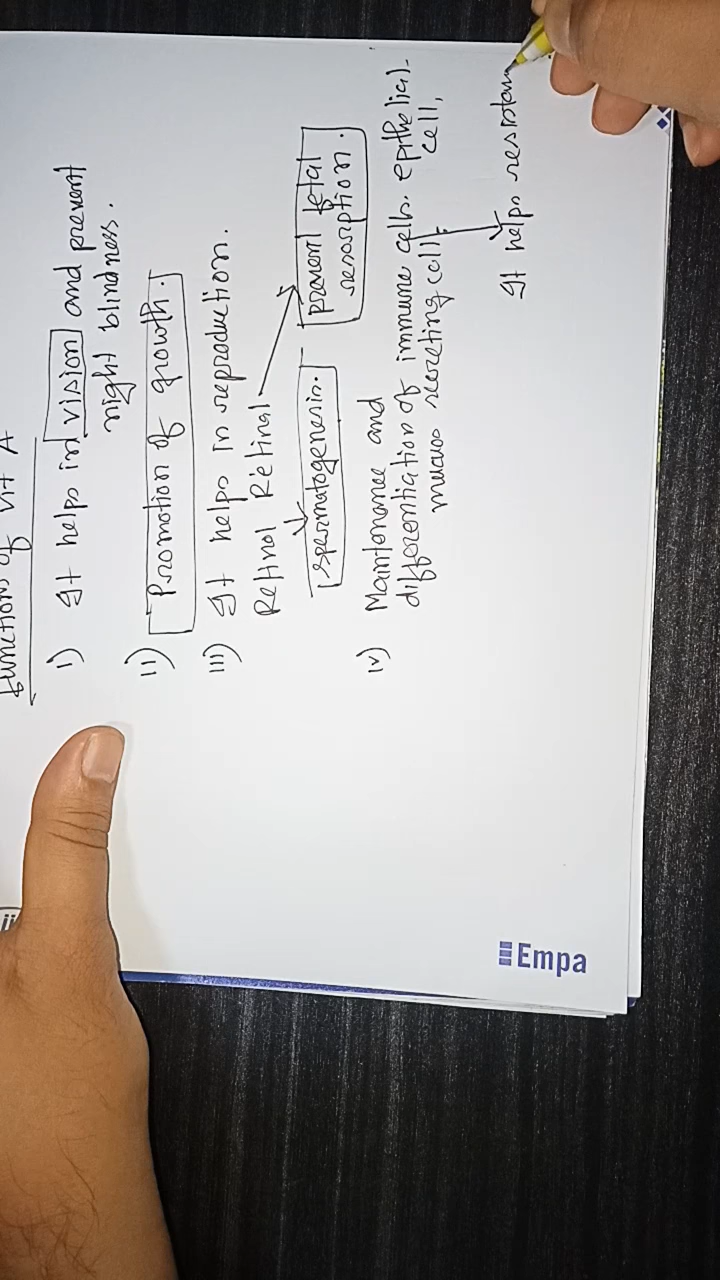 functions of vit A
i) It helps in vision and prevent
night blindness.
ii) Promotion of growth.
iii) It helps in reproduction.
Retinol Retinal
spermatogenesis. prevent fetal
resorption.
iv) Maintenance and
differentiation of immune cells. epithelial
cell,
mucus secreting cell.
It helps resistan
Empa